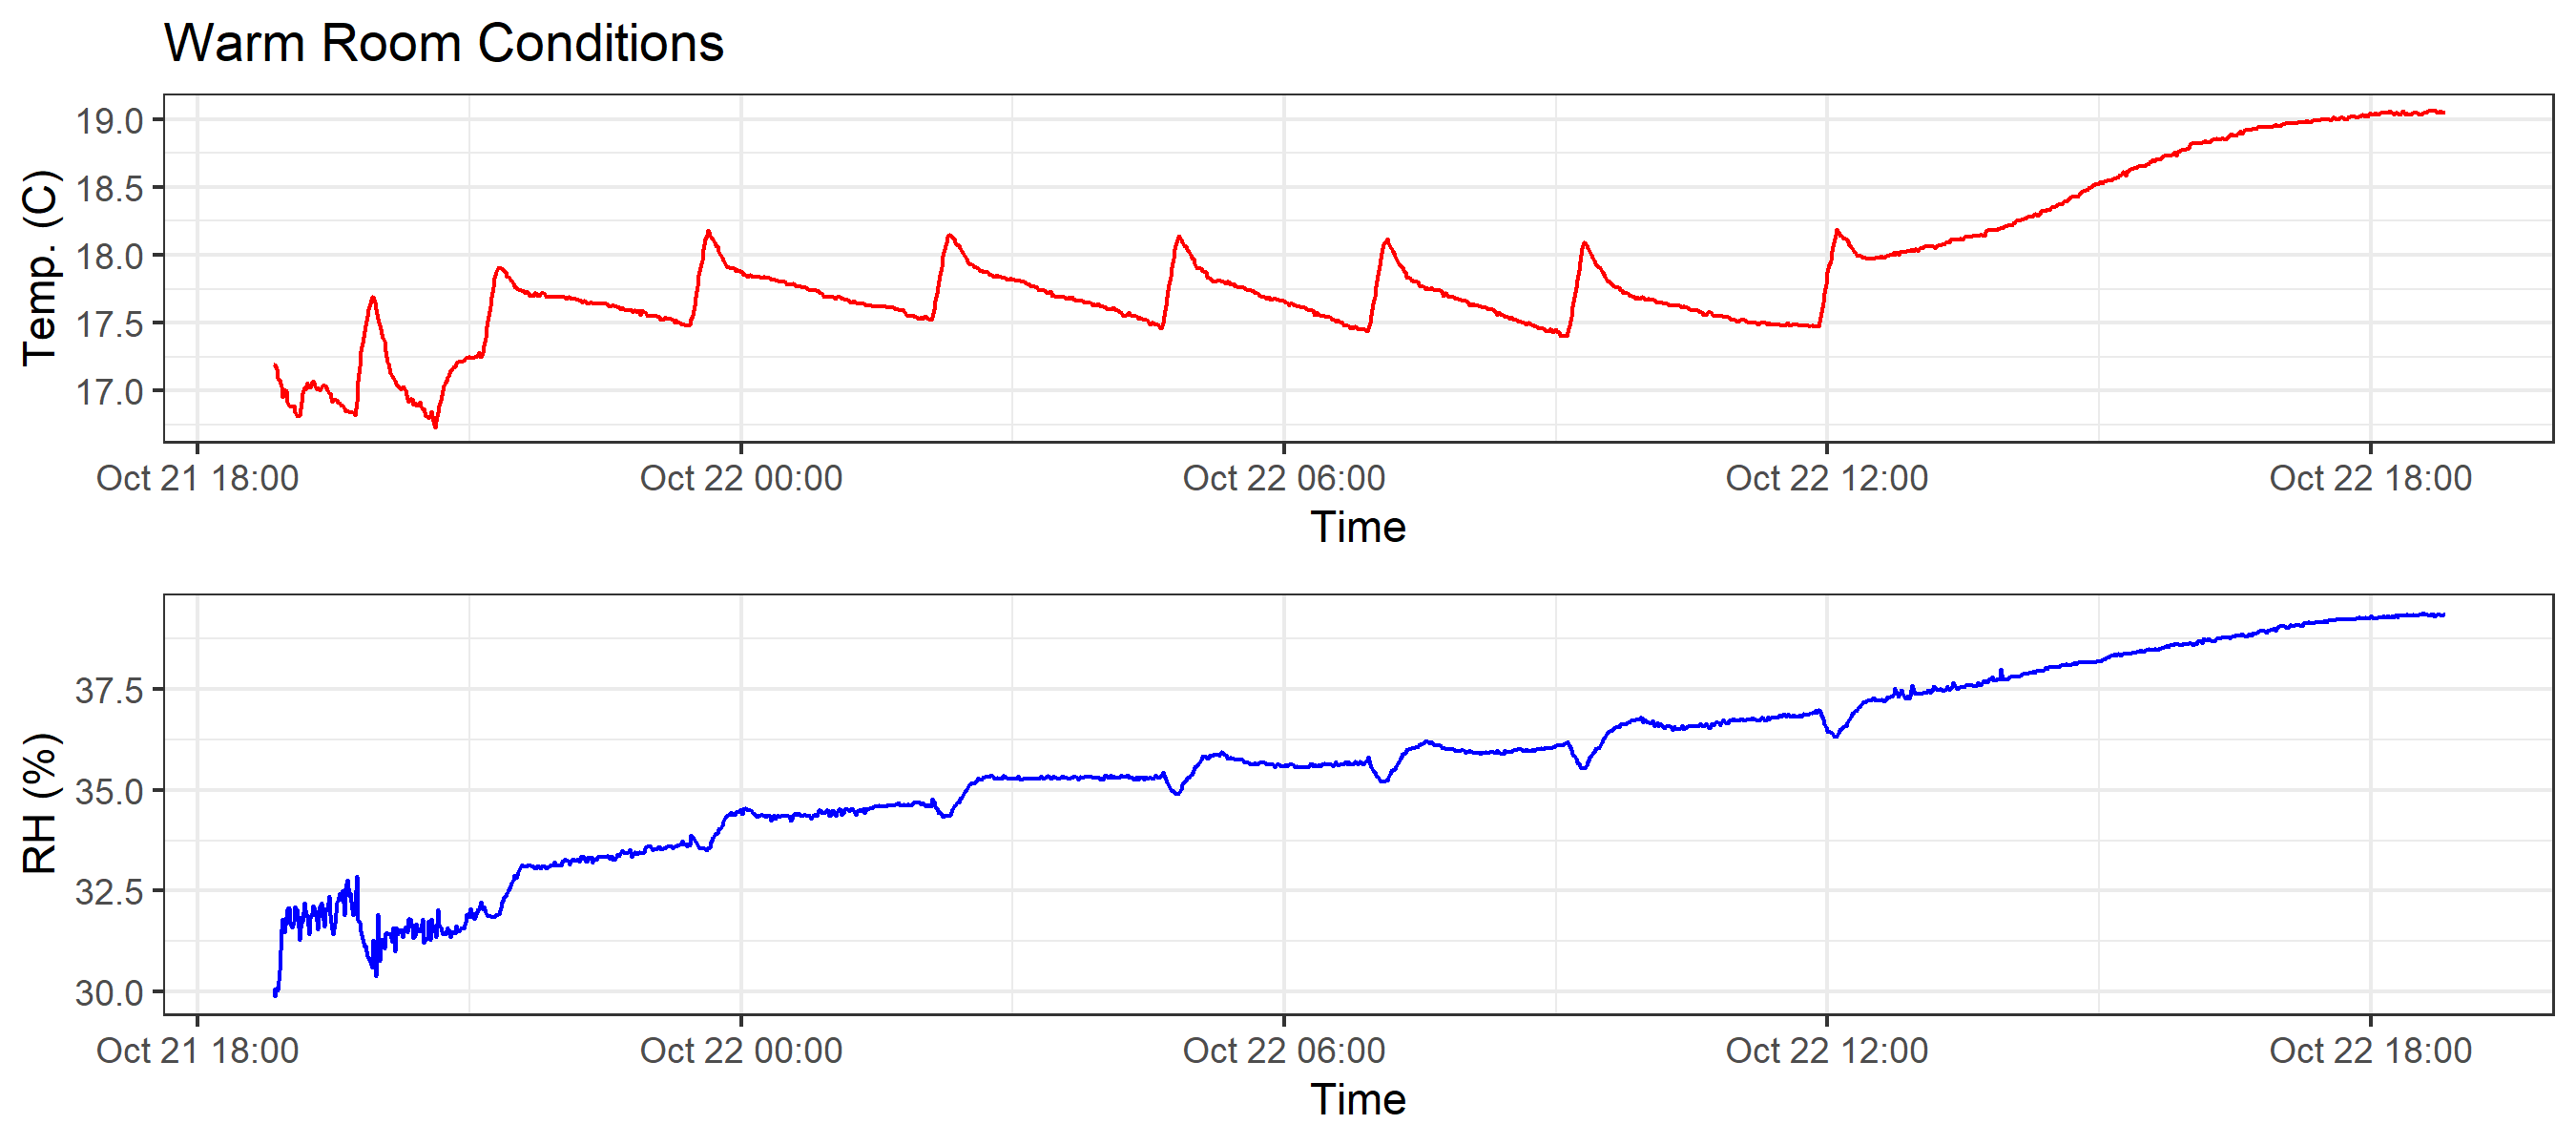 Warm Room Conditions
Temp. (C)
19.0
18.5
18.0
17.5
17.0
Oct 21 18:00 Oct 22 00:00 Oct 22 06:00 Oct 22 12:00 Oct 22 18:00
Time
RH (%)
37.5
35.0
32.5
30.0
Oct 21 18:00 Oct 22 00:00 Oct 22 06:00 Oct 22 12:00 Oct 22 18:00
Time